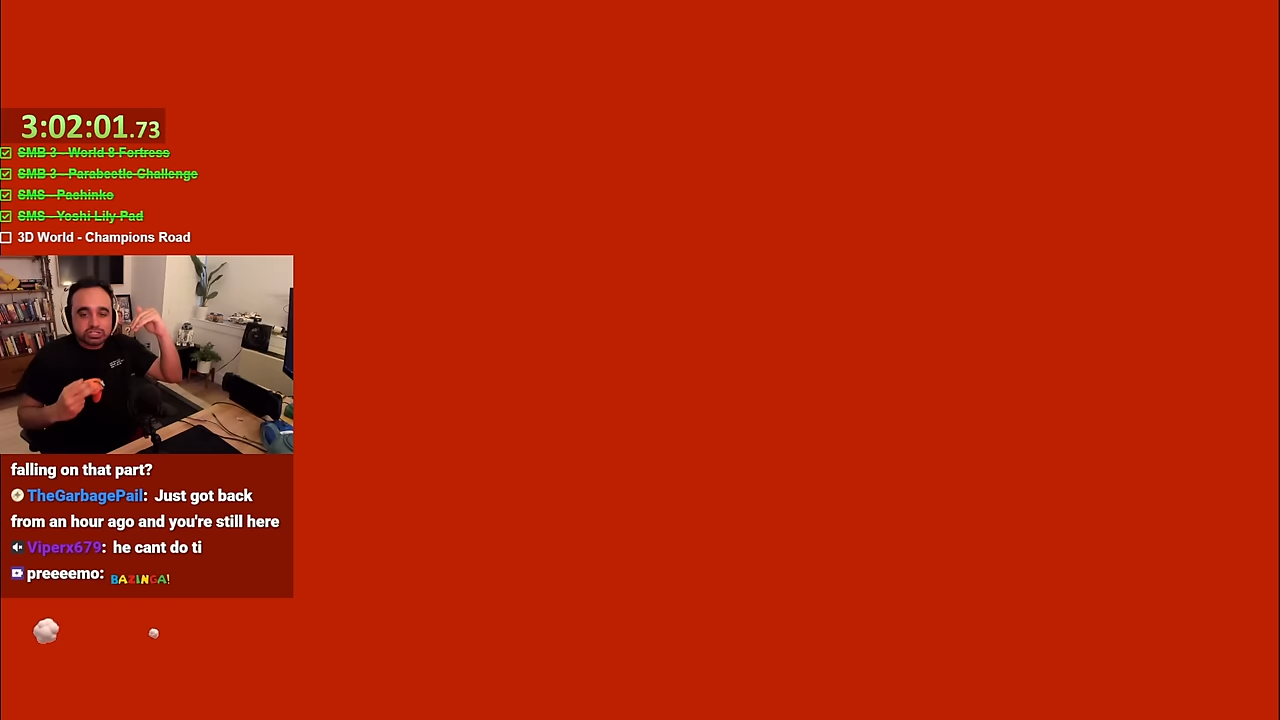 3:02:01.73
SMB 3 - World 8 Fortress
SMB 3 - Parabeetle Challenge
SMS - Pachinko
SMS - Yoshi Lily Pad
3D World - Champions Road
falling on that part?
TheGarbagePail: Just got back
from an hour ago and you're still here
Viperx679: he cant do ti
preeeemo: BAZINGA!